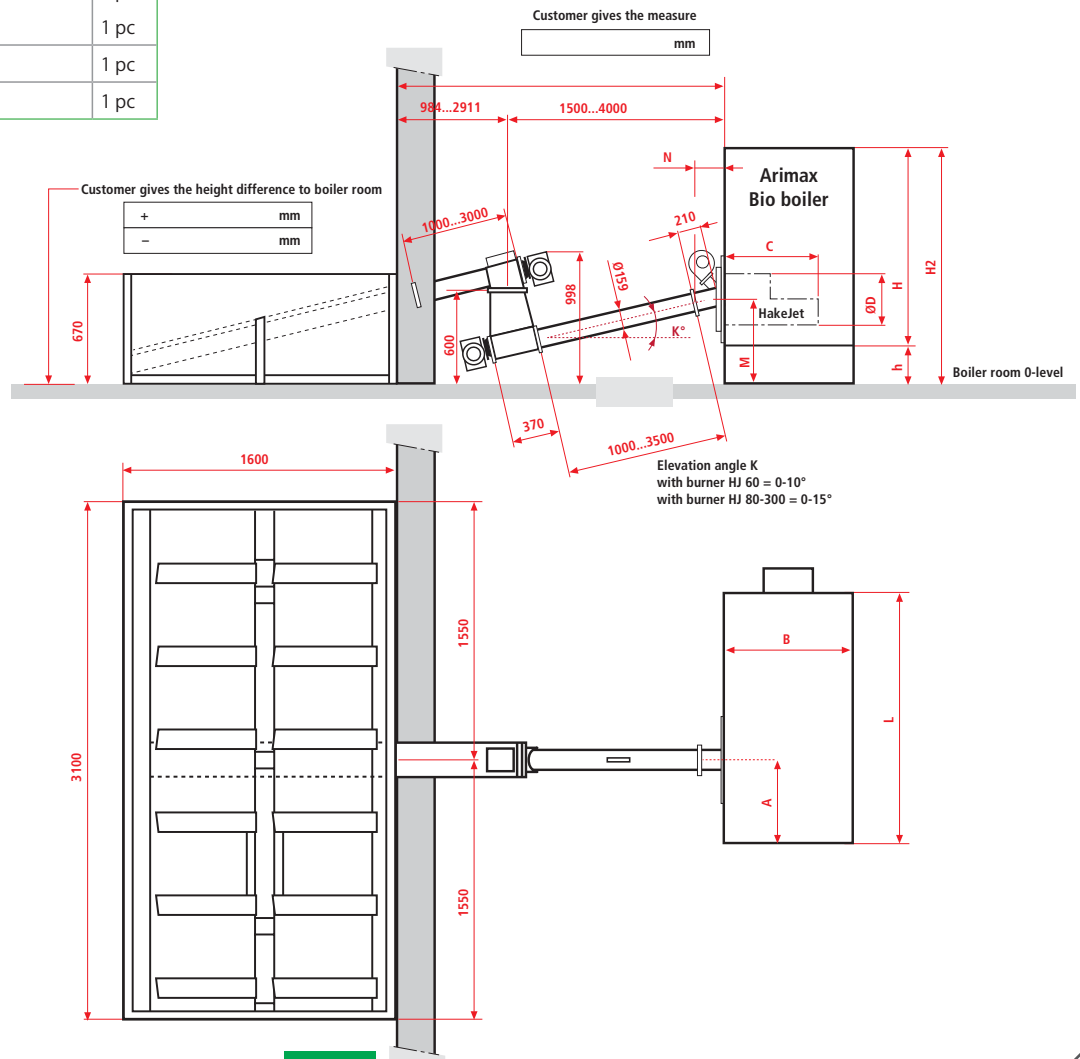 1 pc
1 pc
1 pc
Customer gives the measure
mm
984...2911
1500...4000
N
Arimax
Bio boiler
Customer gives the height difference to boiler room
+ mm
– mm
1000...3000
210
C
H
H2
670
600
998
Ø159
K°
HakeJet
ØD
M
h
Boiler room 0-level
370
1000...3500
Elevation angle K
with burner HJ 60 = 0-10°
with burner HJ 80-300 = 0-15°
1600
1550
3100
B
L
A
1550